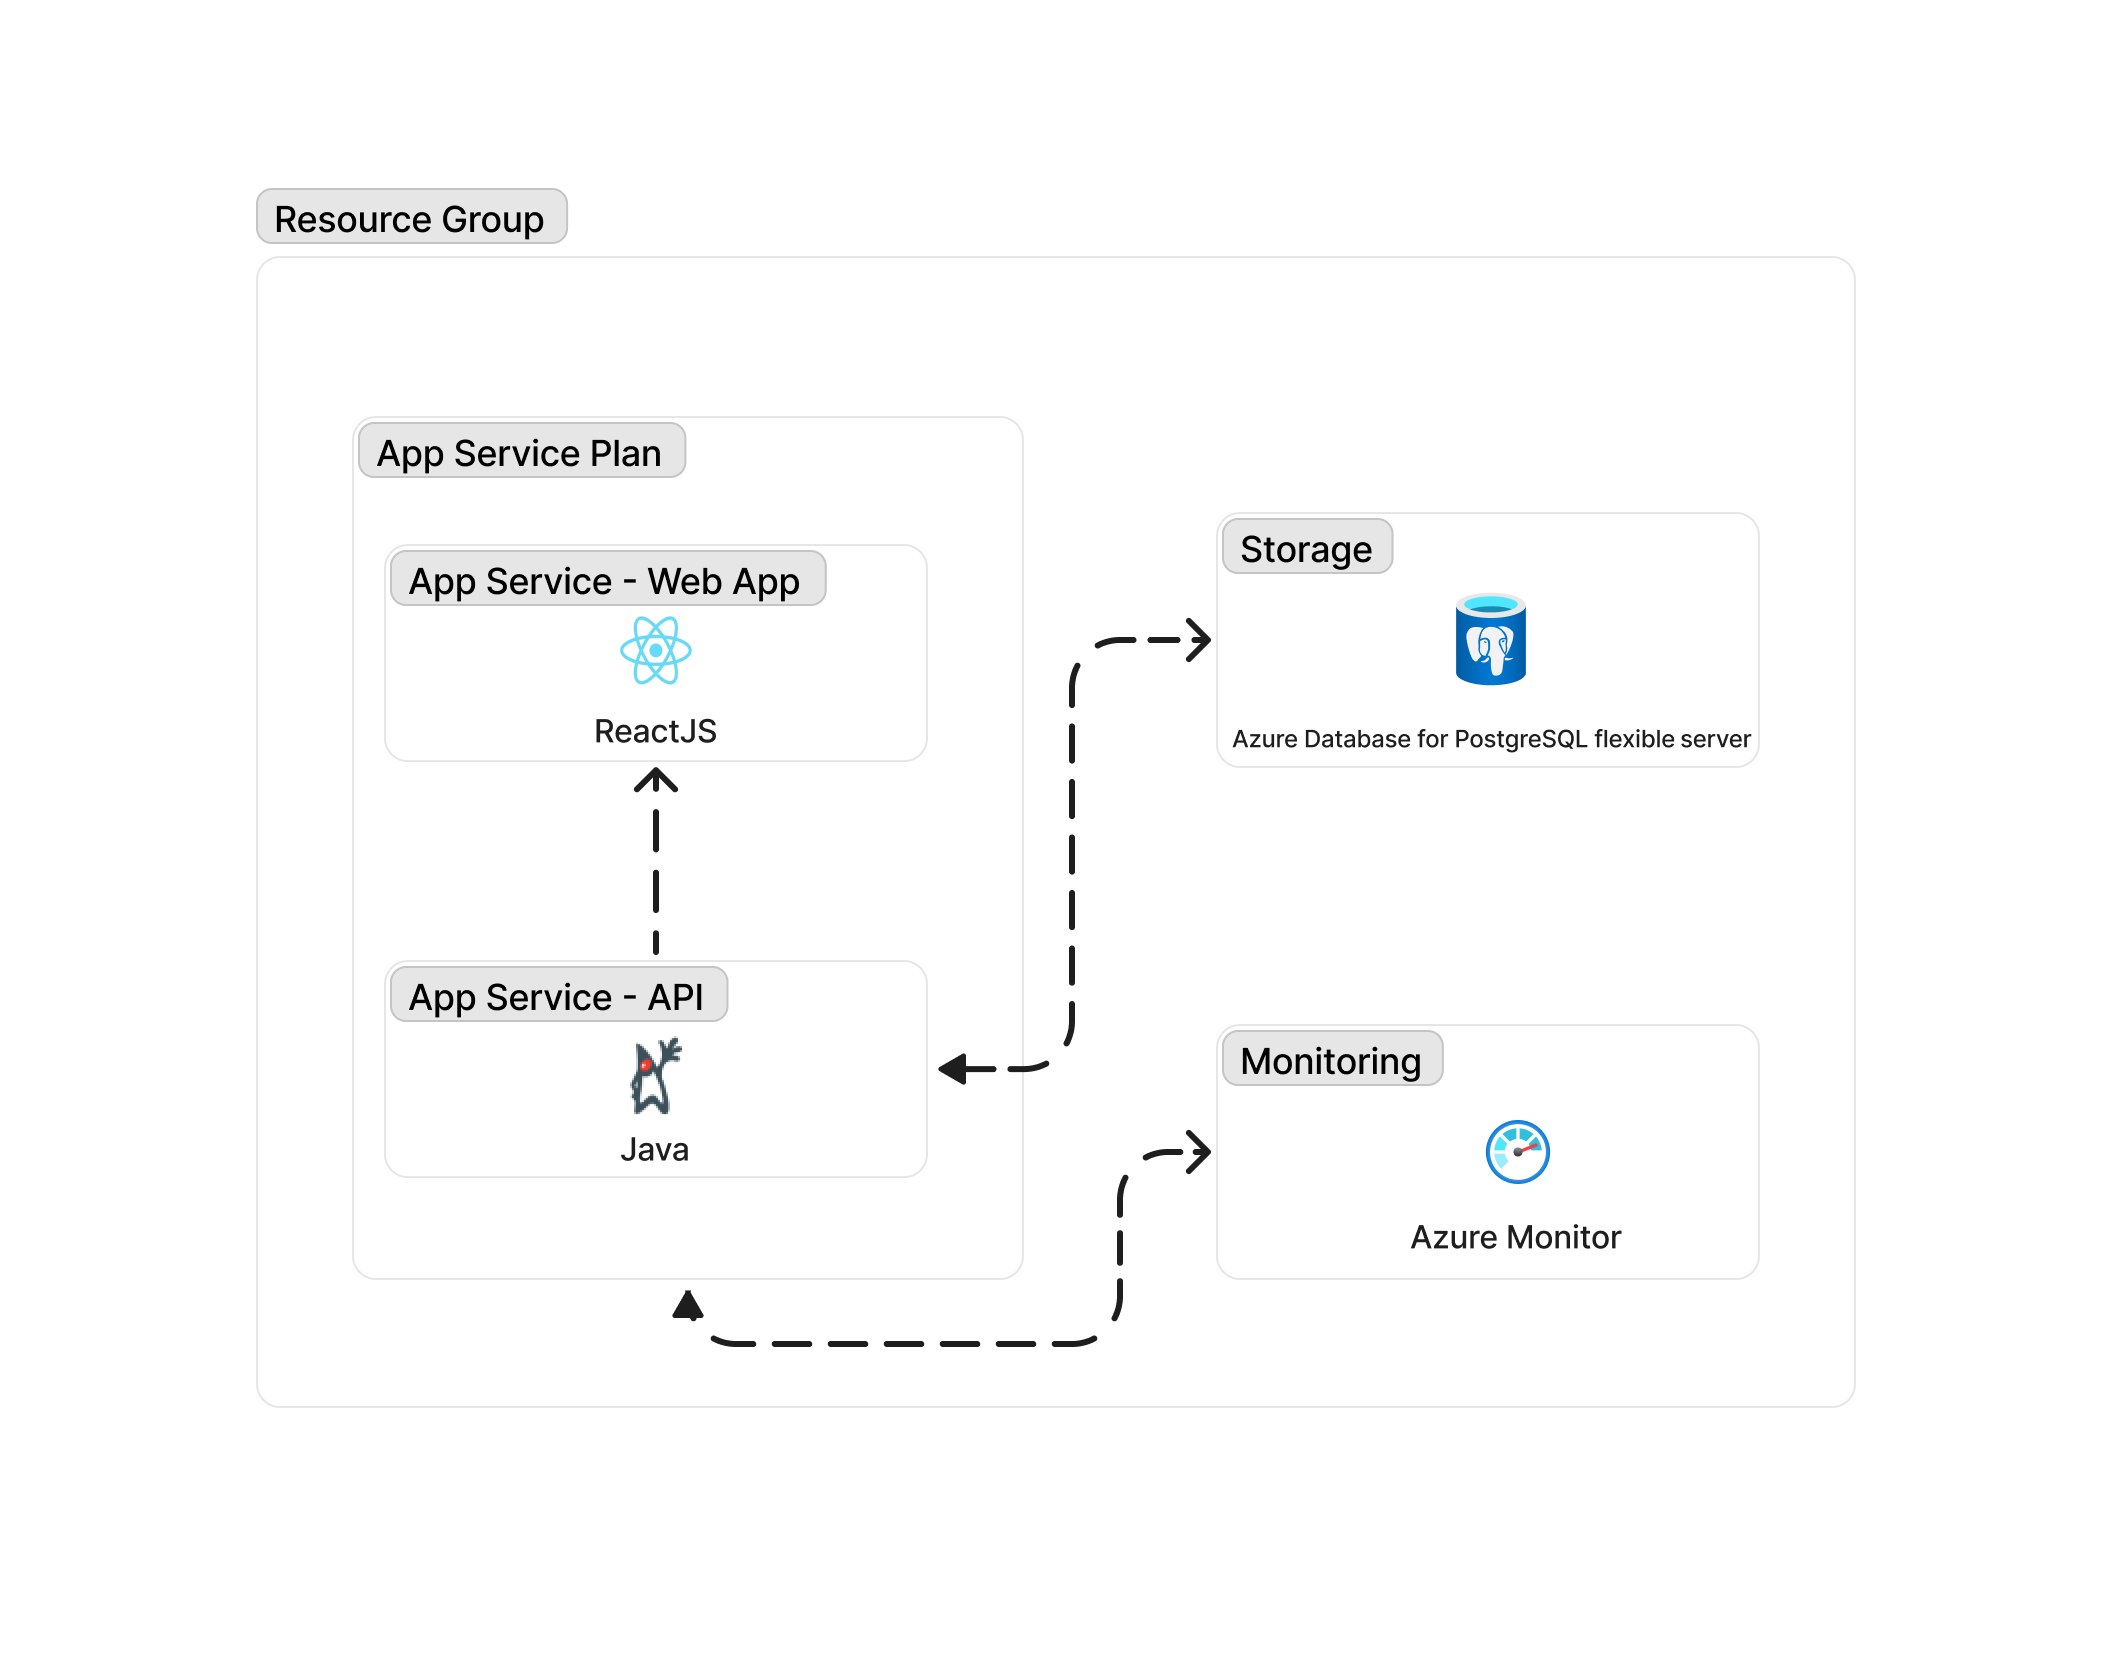 Resource Group
App Service Plan
App Service - Web App
ReactJS
App Service - API
Java
Storage
Azure Database for PostgreSQL flexible server
Monitoring
Azure Monitor